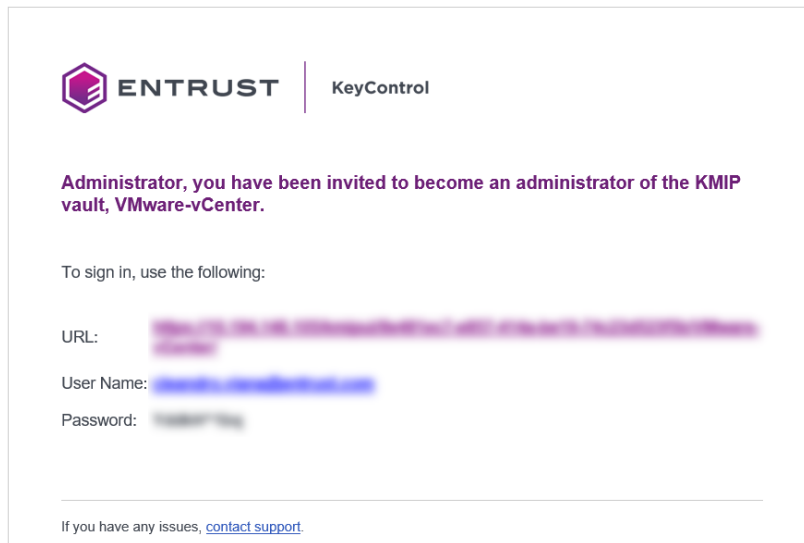 ENTRUST
KeyControl
Administrator, you have been invited to become an administrator of the KMIP
vault, VMware-vCenter.
To sign in, use the following:
URL:
User Name:
Password:
If you have any issues, contact support.